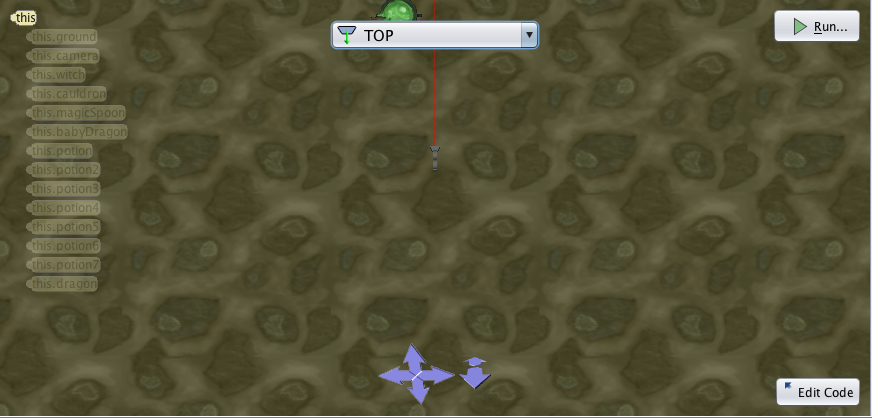 this
this.ground
this.camera
this.witch
this.cauldron
this.magicSpoon
this.babyDragon
this.potion
this.potion2
this.potion3
this.potion4
this.potion5
this.potion6
this.potion7
this.dragon
TOP
Run...
Edit Code